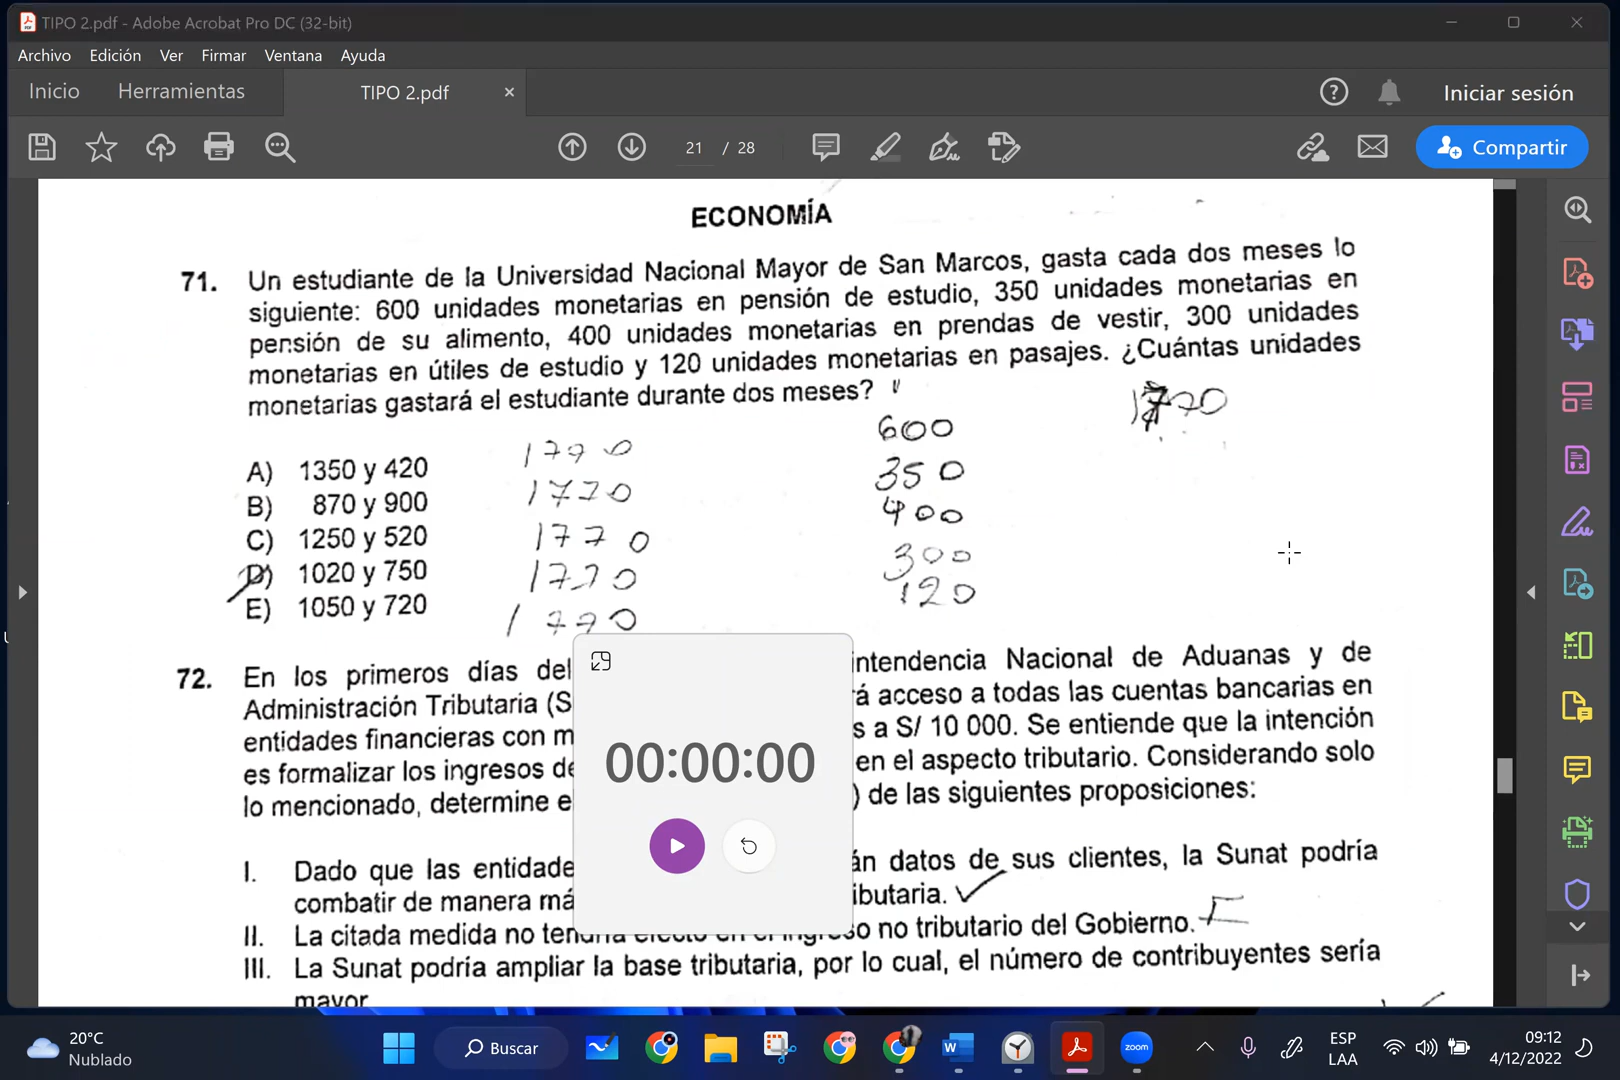 TIPO 2.pdf - Adobe Acrobat Pro DC (32-bit)
Archivo Edición Ver Firmar Ventana Ayuda
Inicio Herramientas TIPO 2.pdf × Iniciar sesión
21 / 28 Compartir
ECONOMÍA
71. Un estudiante de la Universidad Nacional Mayor de San Marcos, gasta cada dos meses lo
siguiente: 600 unidades monetarias en pensión de estudio, 350 unidades monetarias en
pensión de su alimento, 400 unidades monetarias en prendas de vestir, 300 unidades
monetarias en útiles de estudio y 120 unidades monetarias en pasajes. ¿Cuántas unidades
monetarias gastará el estudiante durante dos meses?
1770
600
A) 1350 y 420 1770 350
B) 870 y 900 1770 400
C) 1250 y 520 1770 300
D) 1020 y 750 1770 120
E) 1050 y 720 1770
72. En los primeros días del intendencia Nacional de Aduanas y de
Administración Tributaria (S rá acceso a todas las cuentas bancarias en
entidades financieras con m s a S/ 10 000. Se entiende que la intención
es formalizar los ingresos de en el aspecto tributario. Considerando solo
lo mencionado, determine e ) de las siguientes proposiciones:
00:00:00
I. Dado que las entidade án datos de sus clientes, la Sunat podría
combatir de manera má ibutaria.
II. La citada medida no tendría efecto en el ingreso no tributario del Gobierno. F
III. La Sunat podría ampliar la base tributaria, por lo cual, el número de contribuyentes sería
mayor
20°C
Nublado
Buscar
W
zoom
ESP
LAA
09:12
4/12/2022